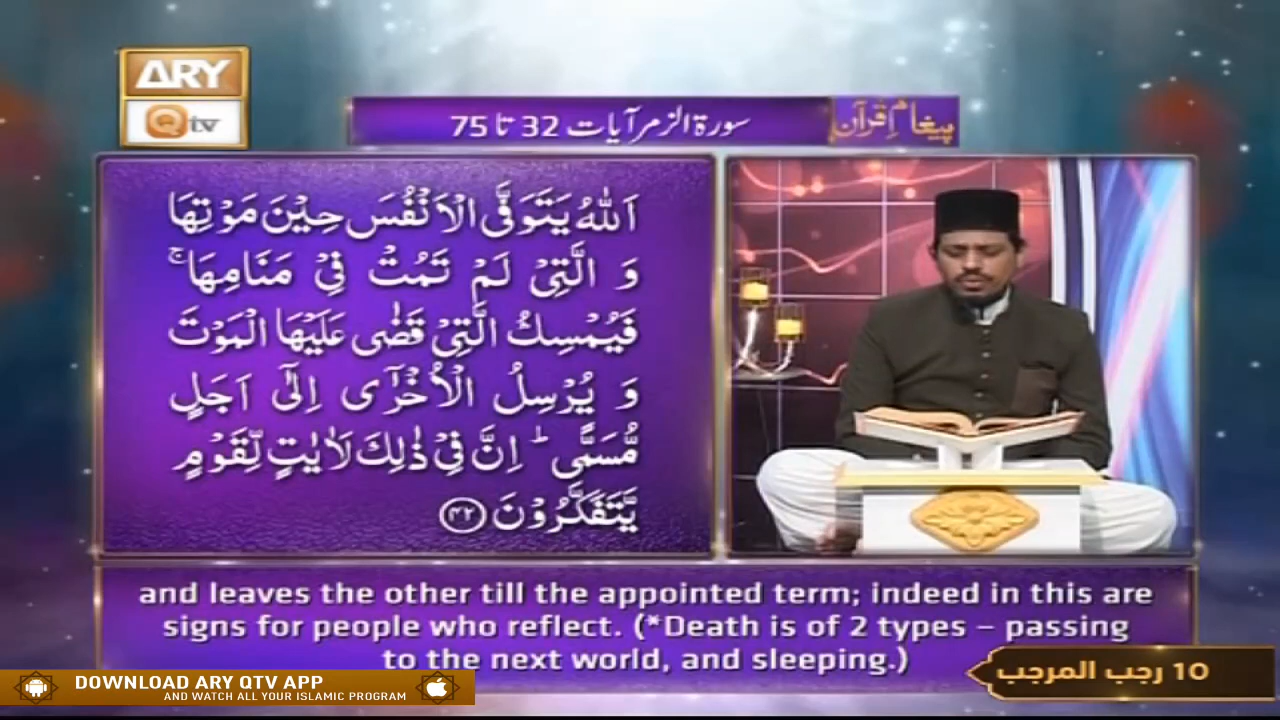 ARY
Qtv
پیغامِ قرآن
سورۃ الزمر آیات 32 تا 75
اَللّٰهُ یَتَوَفَّی الْاَنْفُسَ حِیْنَ مَوْتِهَا
وَ الَّتِیْ لَمْ تَمُتْ فِیْ مَنَامِهَا ۚ
فَیُمْسِكُ الَّتِیْ قَضٰی عَلَیْهَا الْمَوْتَ
وَ یُرْسِلُ الْاُخْرٰۤی اِلٰۤی اَجَلٍ
مُّسَمًّی ؕ اِنَّ فِیْ ذٰلِكَ لَاٰیٰتٍ لِّقَوْمٍ
یَّتَفَكَّرُوْنَ ﴿۴۲﴾
and leaves the other till the appointed term; indeed in this are
signs for people who reflect. (*Death is of 2 types – passing
to the next world, and sleeping.)
DOWNLOAD ARY QTV APP
AND WATCH ALL YOUR ISLAMIC PROGRAM
10 رجب المرجب